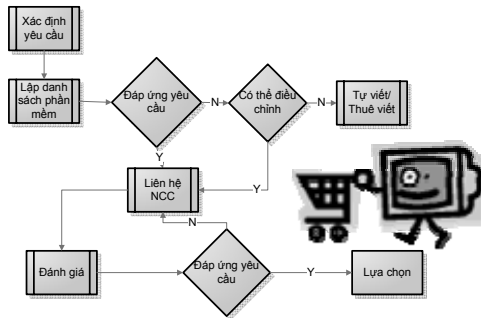 Xác định
yêu cầu
Lập danh
sách phần
mềm
Đáp ứng yêu
cầu
N
Có thể điều
chỉnh
N
Tự viết/
Thuê viết
Y
Y
Liên hệ
NCC
N
Đánh giá
Đáp ứng yêu
cầu
Y
Lựa chọn